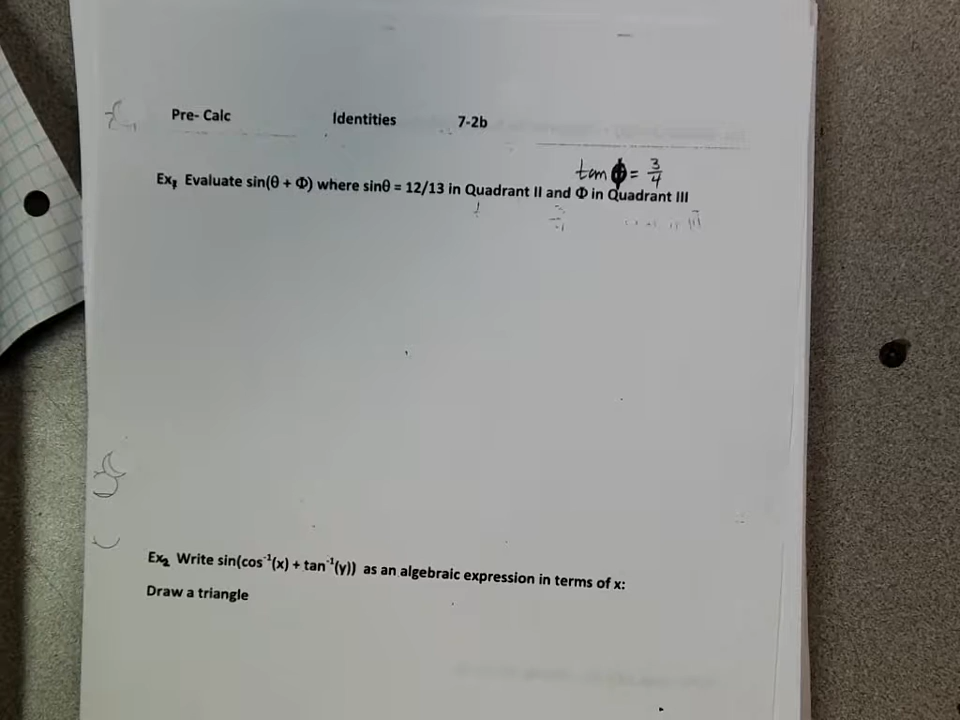 Pre- Calc Identities 7-2b
tan Φ = 3/4
Ex1 Evaluate sin(θ + Φ) where sinθ = 12/13 in Quadrant II and Φ in Quadrant III
Ex2 Write sin(cos⁻¹(x) + tan⁻¹(y)) as an algebraic expression in terms of x:
Draw a triangle